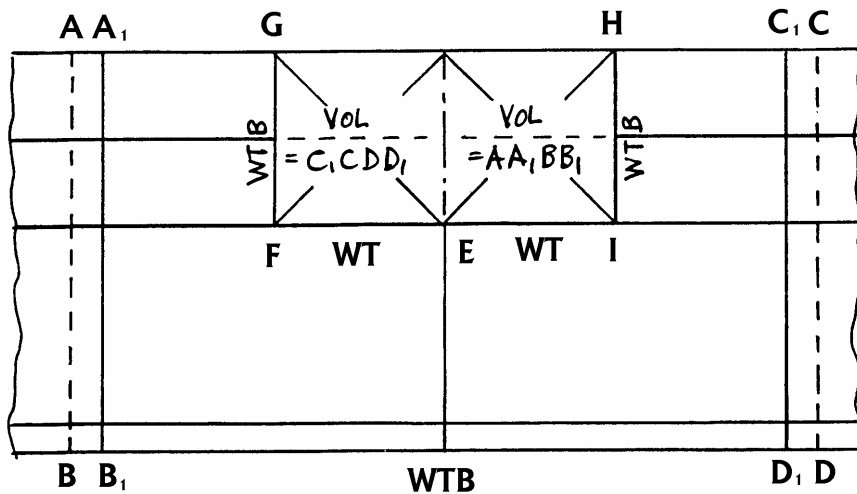 A A₁ G H C₁ C
VOL VOL
= C₁CDD₁ = AA₁BB₁
WTB WTB
F WT E WT I
B B₁ WTB D₁ D